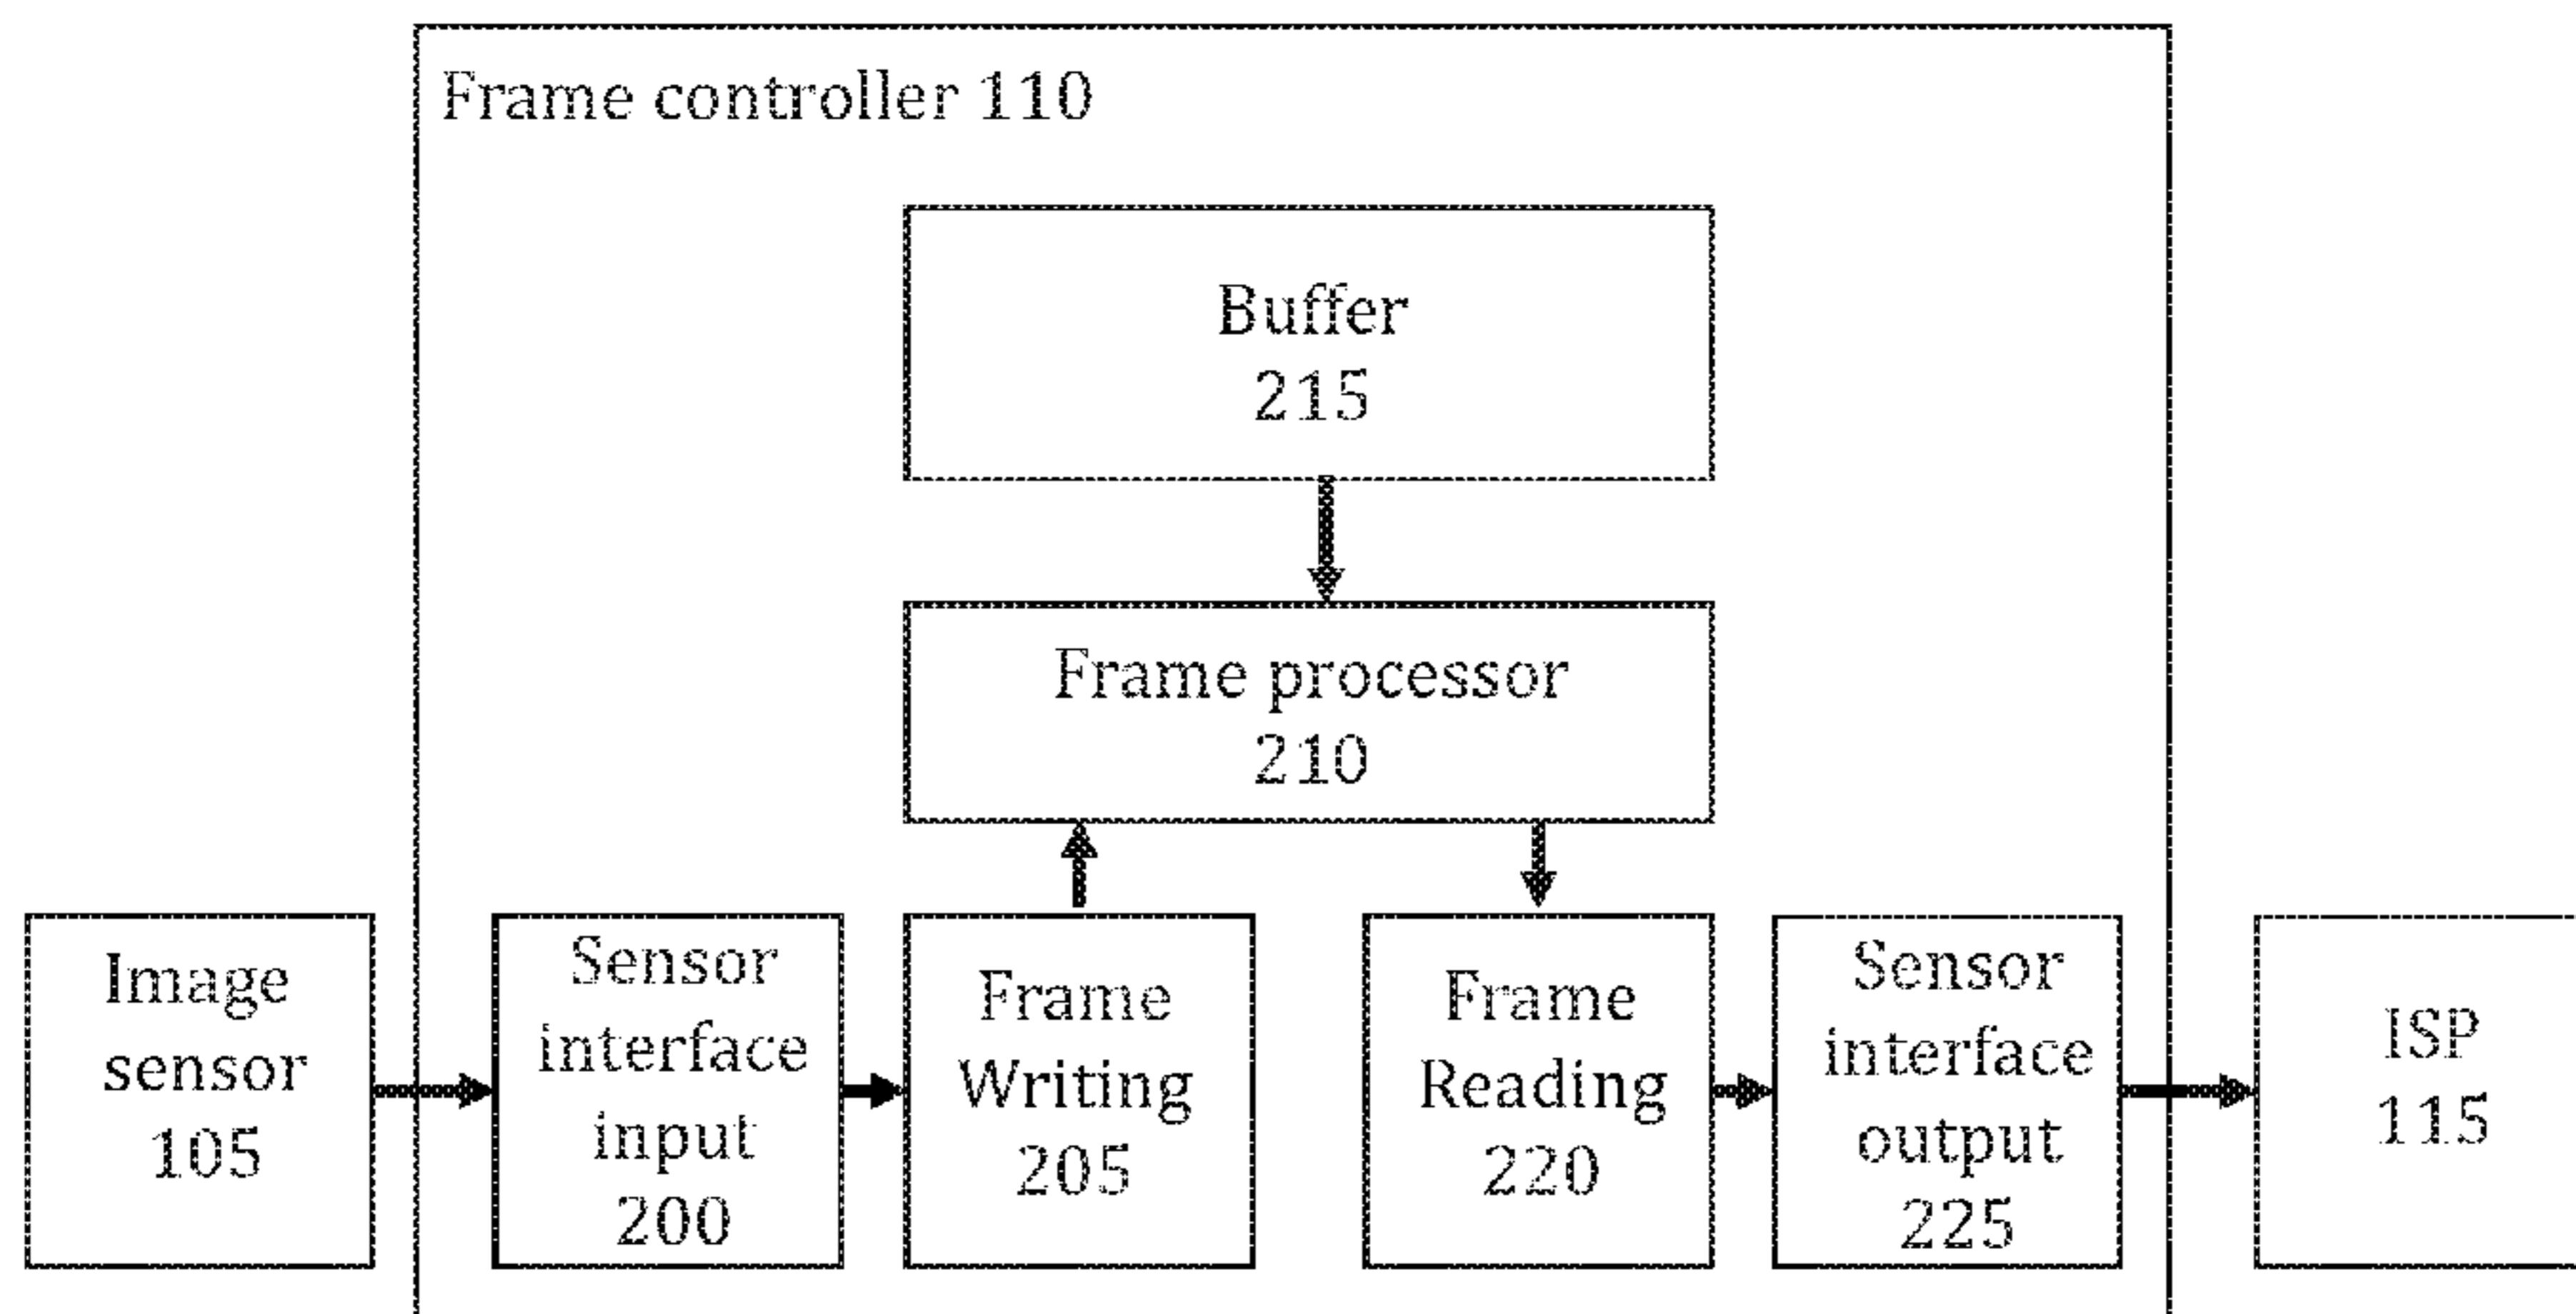 Frame controller 110
Buffer
215
Frame processor
210
Image
sensor
105
Sensor
interface
input
200
Frame
Writing
205
Frame
Reading
220
Sensor
interface
output
225
ISP
115